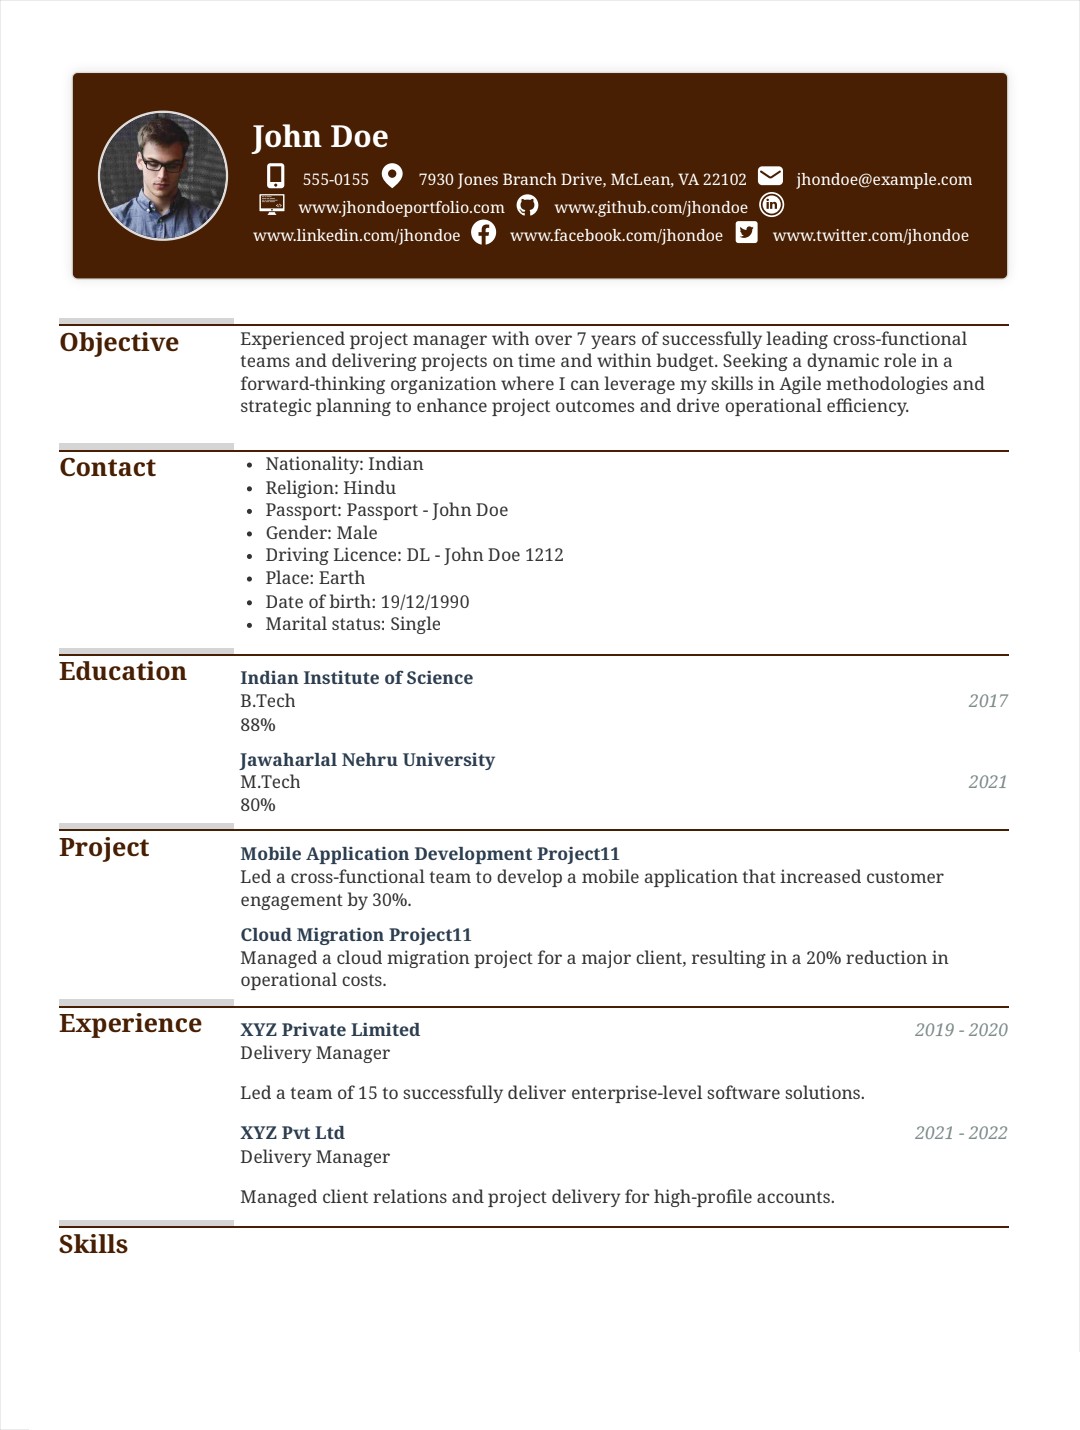 John Doe
555-0155 7930 Jones Branch Drive, McLean, VA 22102 jhondoe@example.com
www.jhondoeportfolio.com www.github.com/jhondoe
www.linkedin.com/jhondoe www.facebook.com/jhondoe www.twitter.com/jhondoe
Objective
Experienced project manager with over 7 years of successfully leading cross-functional
teams and delivering projects on time and within budget. Seeking a dynamic role in a
forward-thinking organization where I can leverage my skills in Agile methodologies and
strategic planning to enhance project outcomes and drive operational efficiency.
Contact
• Nationality: Indian
• Religion: Hindu
• Passport: Passport - John Doe
• Gender: Male
• Driving Licence: DL - John Doe 1212
• Place: Earth
• Date of birth: 19/12/1990
• Marital status: Single
Education
Indian Institute of Science
B.Tech 2017
88%
Jawaharlal Nehru University
M.Tech 2021
80%
Project
Mobile Application Development Project11
Led a cross-functional team to develop a mobile application that increased customer
engagement by 30%.
Cloud Migration Project11
Managed a cloud migration project for a major client, resulting in a 20% reduction in
operational costs.
Experience
XYZ Private Limited 2019 - 2020
Delivery Manager
Led a team of 15 to successfully deliver enterprise-level software solutions.
XYZ Pvt Ltd 2021 - 2022
Delivery Manager
Managed client relations and project delivery for high-profile accounts.
Skills